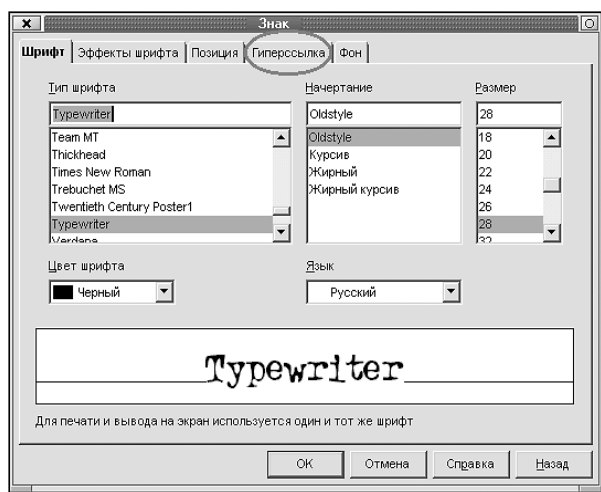 Знак
Шрифт Эффекты шрифта Позиция Гиперссылка Фон
Тип шрифта Начертание Размер
Typewriter Oldstyle 28
Team MT Oldstyle 18
Thickhead Курсив 20
Times New Roman Жирный 22
Trebuchet MS Жирный курсив 24
Twentieth Century Poster1 26
Typewriter 28
Verdana 32
Цвет шрифта Язык
Черный Русский
Typewriter
Для печати и вывода на экран используется один и тот же шрифт
OK Отмена Справка Назад